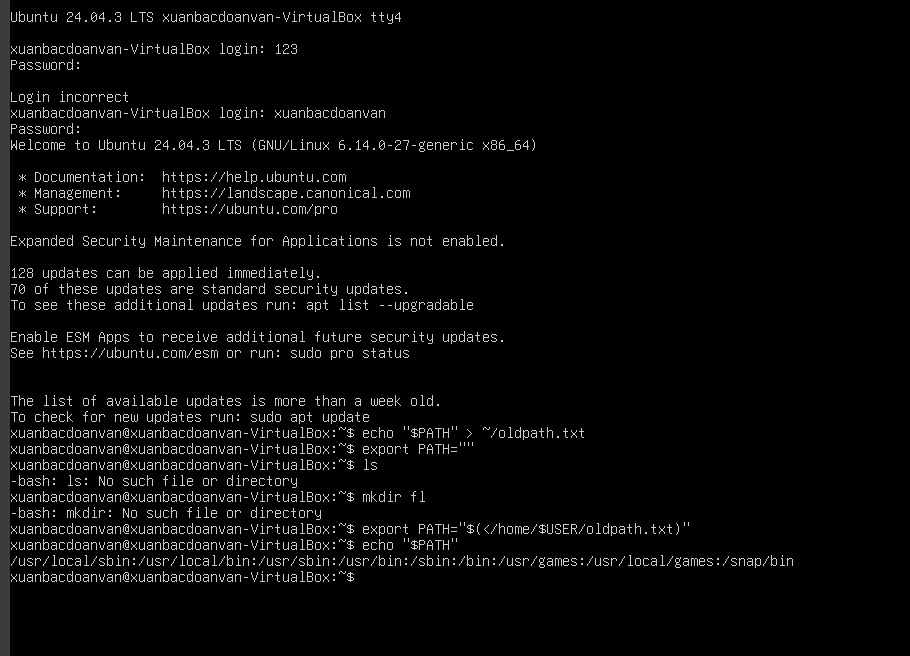 Ubuntu 24.04.3 LTS xuanbacdoanvan-VirtualBox tty4
xuanbacdoanvan-VirtualBox login: 123
Password:
Login incorrect
xuanbacdoanvan-VirtualBox login: xuanbacdoanvan
Password:
Welcome to Ubuntu 24.04.3 LTS (GNU/Linux 6.14.0-27-generic x86_64)
* Documentation:  https://help.ubuntu.com
* Management:     https://landscape.canonical.com
* Support:        https://ubuntu.com/pro
Expanded Security Maintenance for Applications is not enabled.
128 updates can be applied immediately.
70 of these updates are standard security updates.
To see these additional updates run: apt list --upgradable
Enable ESM Apps to receive additional future security updates.
See https://ubuntu.com/esm or run: sudo pro status
The list of available updates is more than a week old.
To check for new updates run: sudo apt update
xuanbacdoanvan@xuanbacdoanvan-VirtualBox:~$ echo "$PATH" > ~/oldpath.txt
xuanbacdoanvan@xuanbacdoanvan-VirtualBox:~$ export PATH=""
xuanbacdoanvan@xuanbacdoanvan-VirtualBox:~$ ls
-bash: ls: No such file or directory
xuanbacdoanvan@xuanbacdoanvan-VirtualBox:~$ mkdir fl
-bash: mkdir: No such file or directory
xuanbacdoanvan@xuanbacdoanvan-VirtualBox:~$ export PATH="$(</home/$USER/oldpath.txt)"
xuanbacdoanvan@xuanbacdoanvan-VirtualBox:~$ echo "$PATH"
/usr/local/sbin:/usr/local/bin:/usr/sbin:/usr/bin:/sbin:/bin:/usr/games:/usr/local/games:/snap/bin
xuanbacdoanvan@xuanbacdoanvan-VirtualBox:~$